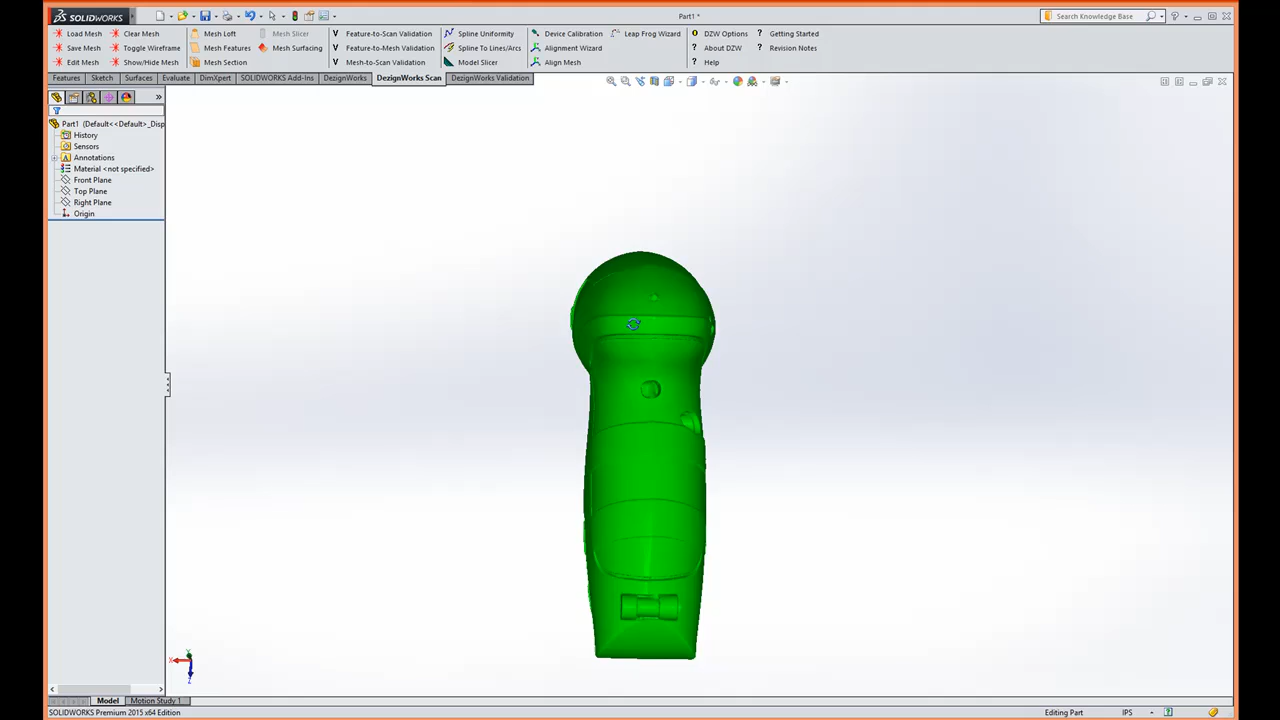 SOLIDWORKS
Part1 *
Search Knowledge Base
Load Mesh
Clear Mesh
Mesh Loft
Mesh Slicer
Feature-to-Scan Validation
Spline Uniformity
Device Calibration
Leap Frog Wizard
DZW Options
Getting Started
Save Mesh
Toggle Wireframe
Mesh Features
Mesh Surfacing
Feature-to-Mesh Validation
Spline To Lines/Arcs
Alignment Wizard
About DZW
Revision Notes
Edit Mesh
Show/Hide Mesh
Mesh Section
Mesh-to-Scan Validation
Model Slicer
Align Mesh
Help
Features
Sketch
Surfaces
Evaluate
DimXpert
SOLIDWORKS Add-Ins
DezignWorks
DezignWorks Scan
DezignWorks Validation
Part1 (Default<<Default>_Disp
History
Sensors
Annotations
Material <not specified>
Front Plane
Top Plane
Right Plane
Origin
Model
Motion Study 1
SOLIDWORKS Premium 2015 x64 Edition
Editing Part
IPS